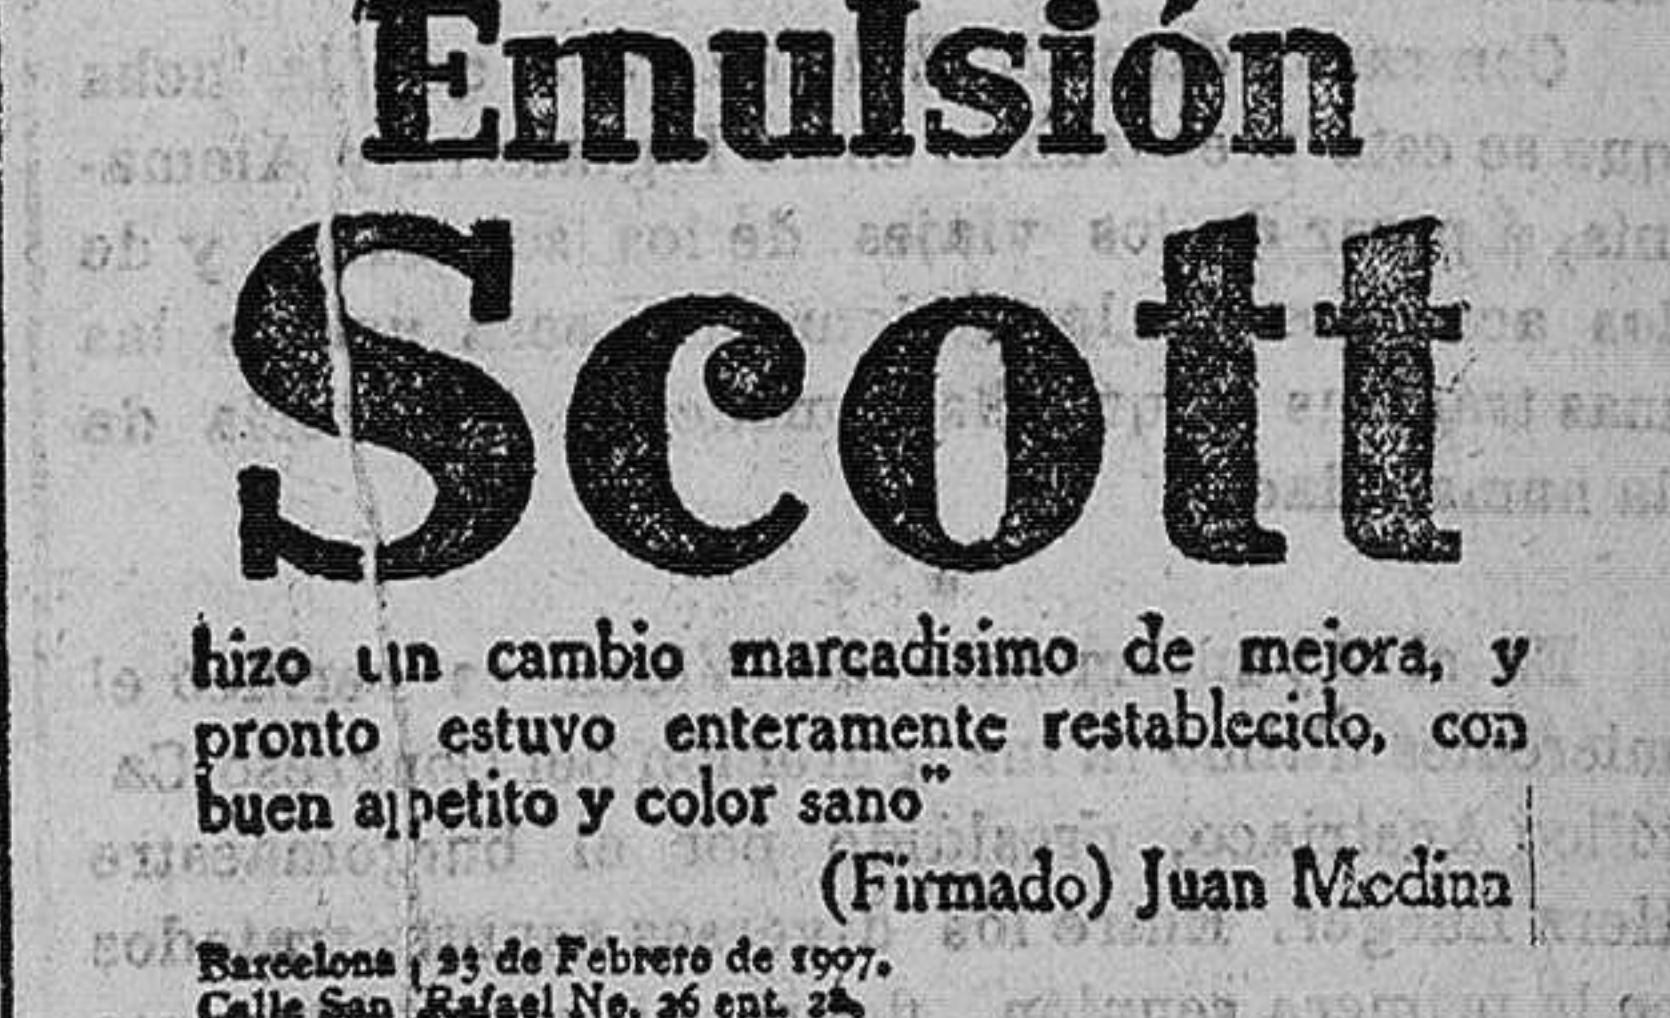 Emulsión
Scott
hizo un cambio marcadisimo de mejora, y
pronto estuvo enteramente restablecido, con
buen appetito y color sano"
(Firmado) Juan Medina
Barcelona 23 de Febrero de 1907.
Calle San Rafael No. 26 ent. 2ª